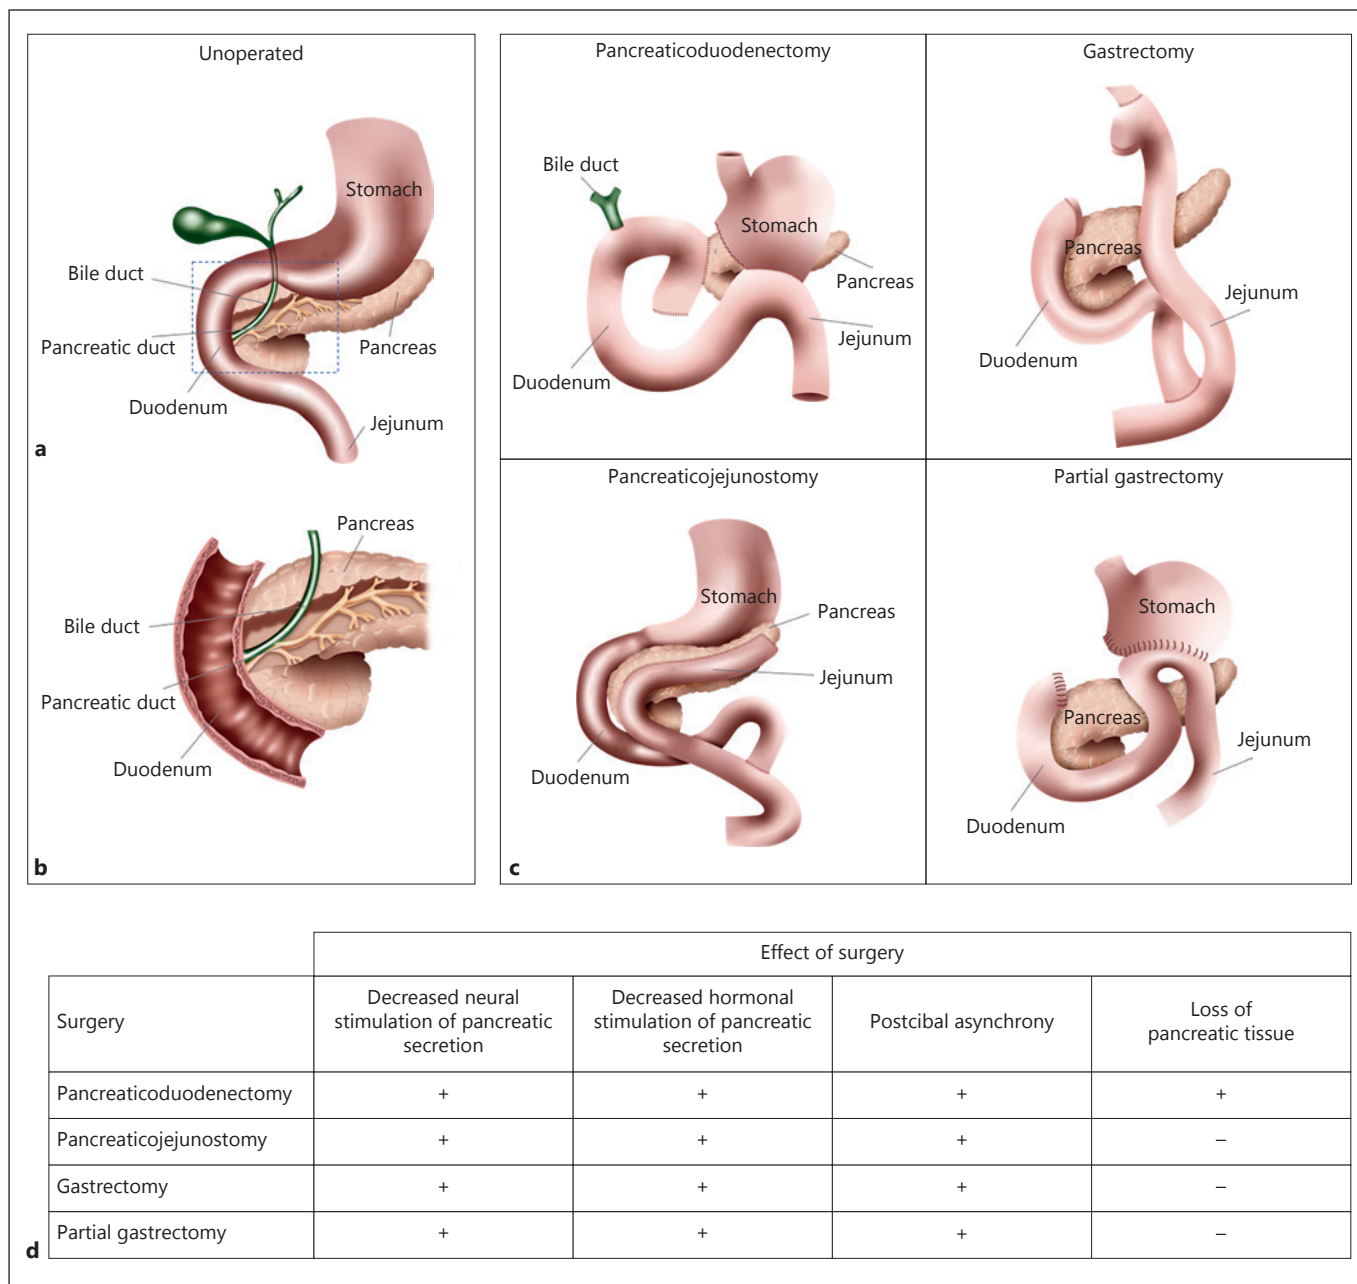 Unoperated
Stomach
Bile duct
Pancreatic duct
Pancreas
Duodenum
Jejunum
a
Pancreas
Bile duct
Pancreatic duct
Duodenum
b
Pancreaticoduodenectomy
Bile duct
Stomach
Pancreas
Jejunum
Duodenum
Gastrectomy
Pancreas
Jejunum
Duodenum
Pancreaticojejunostomy
Stomach
Pancreas
Jejunum
Duodenum
c
Partial gastrectomy
Stomach
Pancreas
Jejunum
Duodenum
Effect of surgery
Surgery
Decreased neural
stimulation of pancreatic
secretion
Decreased hormonal
stimulation of pancreatic
secretion
Postcibal asynchrony
Loss of
pancreatic tissue
Pancreaticoduodenectomy + + + +
Pancreaticojejunostomy + + + –
Gastrectomy + + + –
Partial gastrectomy + + + –
d